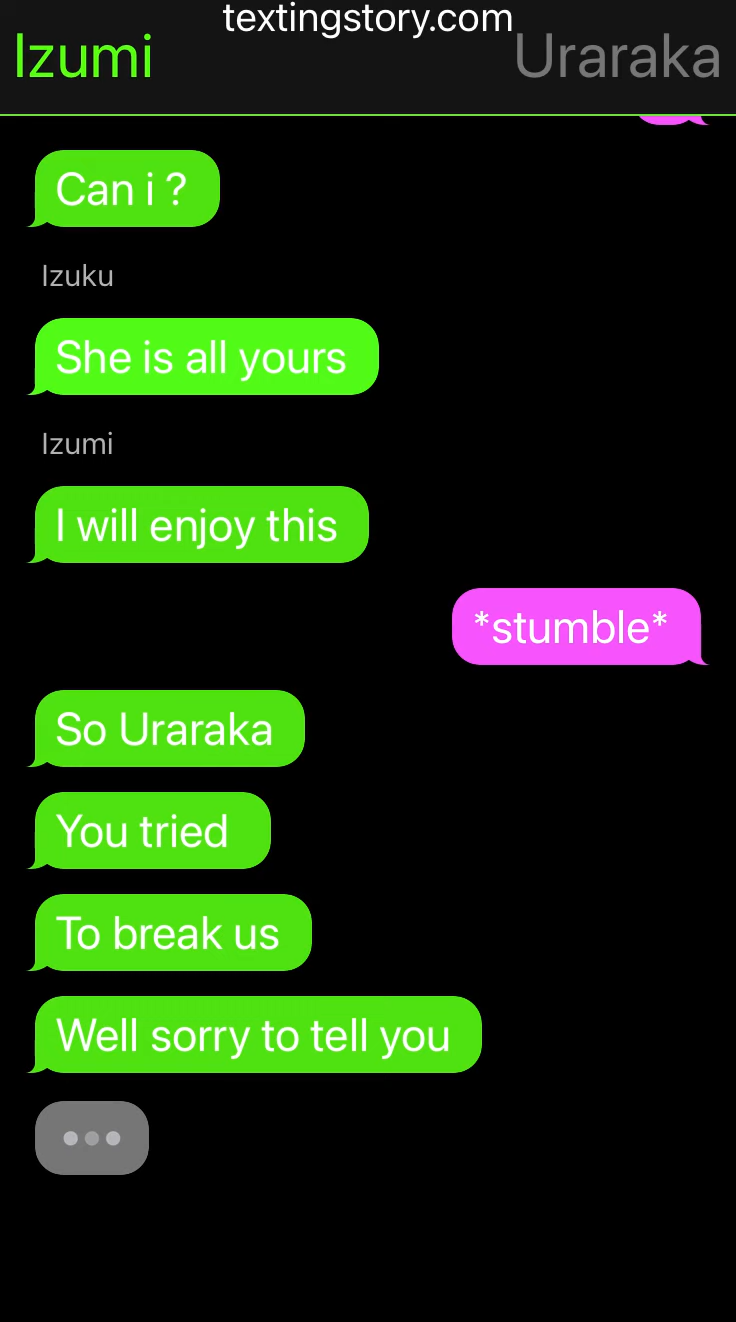 textingstory.com
Izumi
Uraraka
Can i ?
Izuku
She is all yours
Izumi
I will enjoy this
*stumble*
So Uraraka
You tried
To break us
Well sorry to tell you